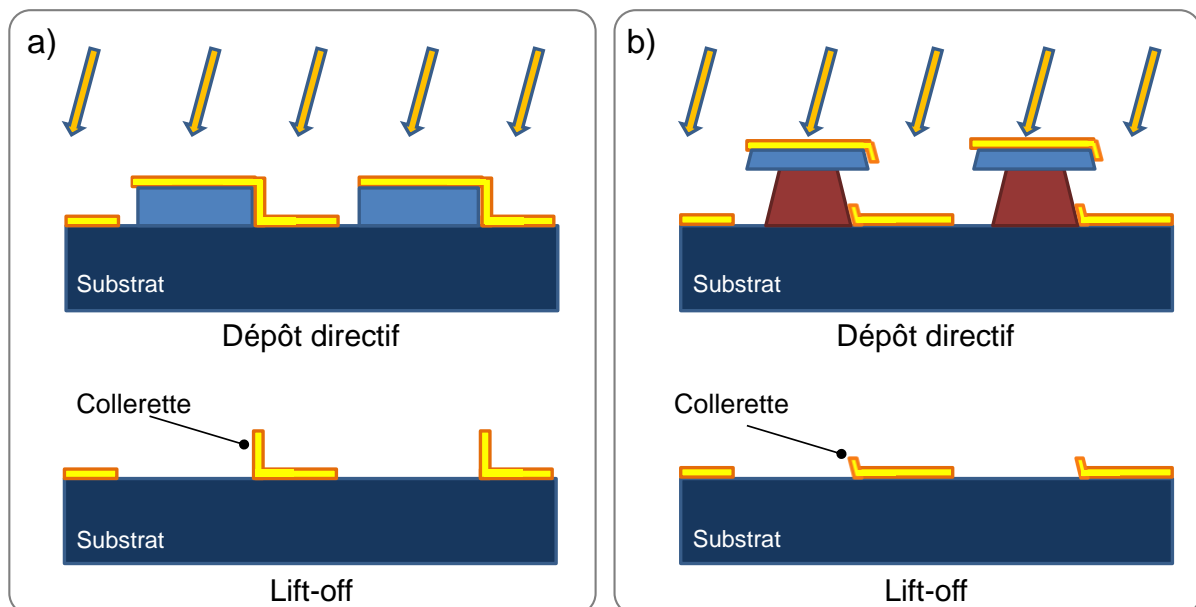 a)
Substrat
Dépôt directif
Collerette
Substrat
Lift-off
b)
Substrat
Dépôt directif
Collerette
Substrat
Lift-off